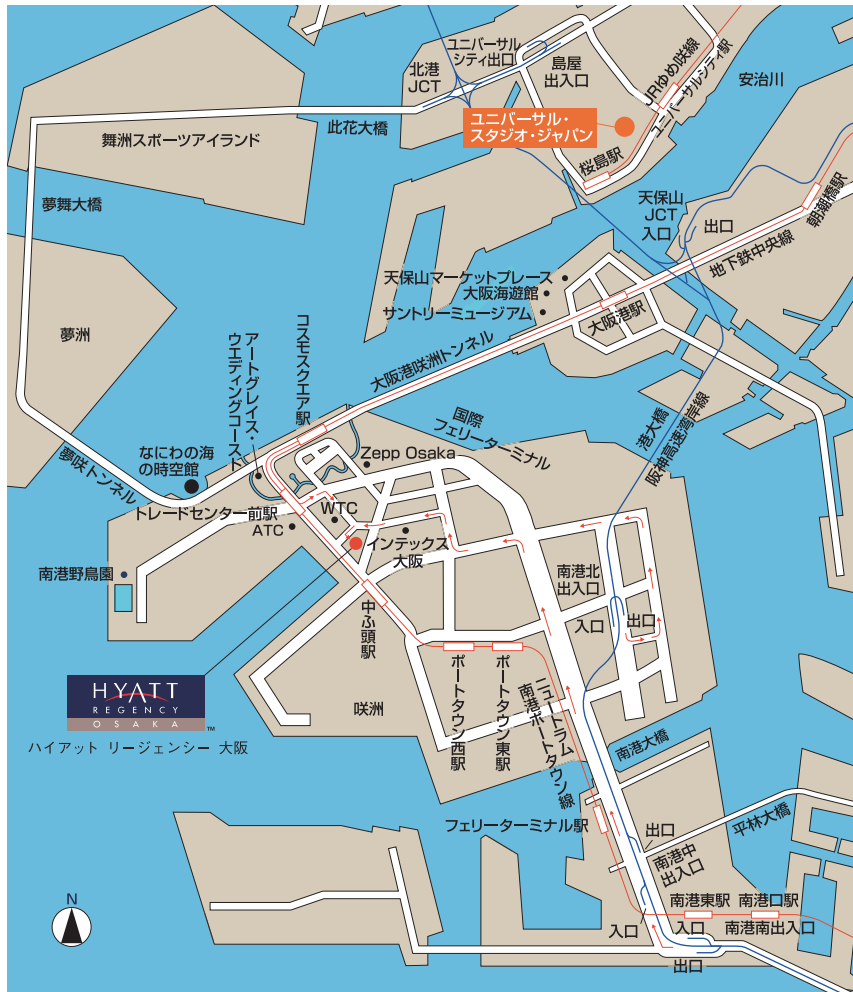 ユニバーサル
シティ出口
北港
JCT
島屋
出入口
JRゆめ咲線
ユニバーサルシティ駅
安治川
ユニバーサル・
スタジオ・ジャパン
此花大橋
舞洲スポーツアイランド
桜島駅
夢舞大橋
天保山
JCT
入口
出口
朝潮橋駅
地下鉄中央線
天保山マーケットプレース
大阪海遊館
サントリーミュージアム
大阪港駅
夢洲
大阪港咲洲トンネル
コスモスクエア駅
アートグレイス・
ウエディングコースト
国際
フェリーターミナル
港大橋
阪神高速湾岸線
なにわの海
の時空館
夢咲トンネル
Zepp Osaka
トレードセンター前駅
WTC
ATC
インテックス
大阪
南港野鳥園
南港北
出入口
入口
出口
中ふ頭駅
HYATT
REGENCY
OSAKA
™
ハイアット リージェンシー 大阪
咲洲
ポートタウン西駅
ポートタウン東駅
ニュートラム
南港ポートタウン線
南港大橋
フェリーターミナル駅
出口
平林大橋
南港中
出入口
南港東駅
南港口駅
入口
入口
南港南出入口
出口
N